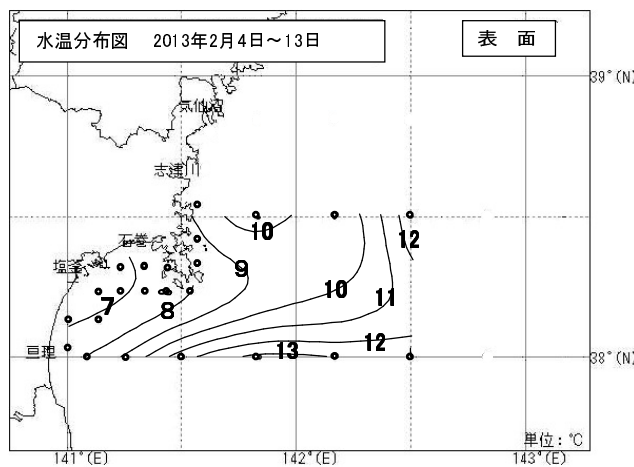 水温分布図 2013年2月4日～13日
表 面
39°(N)
気仙沼
志津川
石巻
塩釜
亘理
10
12
9
10
11
7
8
12
13
38°(N)
単位：℃
141°(E)
142°(E)
143°(E)